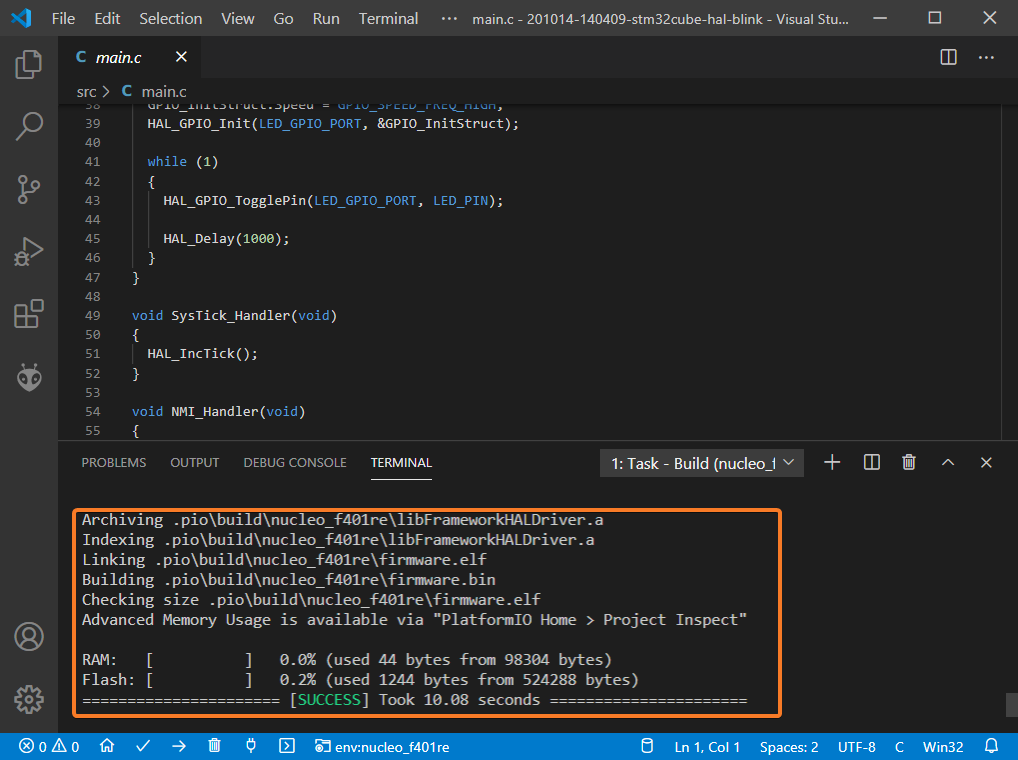 File Edit Selection View Go Run Terminal ··· main.c - 201014-140409-stm32cube-hal-blink - Visual Stu...
C main.c
src > C main.c
38 GPIO_InitStruct.Speed = GPIO_SPEED_FREQ_HIGH;
39 HAL_GPIO_Init(LED_GPIO_PORT, &GPIO_InitStruct);
40
41 while (1)
42 {
43 HAL_GPIO_TogglePin(LED_GPIO_PORT, LED_PIN);
44
45 HAL_Delay(1000);
46 }
47 }
48
49 void SysTick_Handler(void)
50 {
51 HAL_IncTick();
52 }
53
54 void NMI_Handler(void)
55 {
PROBLEMS OUTPUT DEBUG CONSOLE TERMINAL 1: Task - Build (nucleo_f
Archiving .pio\build\nucleo_f401re\libFrameworkHALDriver.a
Indexing .pio\build\nucleo_f401re\libFrameworkHALDriver.a
Linking .pio\build\nucleo_f401re\firmware.elf
Building .pio\build\nucleo_f401re\firmware.bin
Checking size .pio\build\nucleo_f401re\firmware.elf
Advanced Memory Usage is available via "PlatformIO Home > Project Inspect"
RAM: [ ] 0.0% (used 44 bytes from 98304 bytes)
Flash: [ ] 0.2% (used 1244 bytes from 524288 bytes)
====================== [SUCCESS] Took 10.08 seconds ======================
0 0 env:nucleo_f401re Ln 1, Col 1 Spaces: 2 UTF-8 C Win32